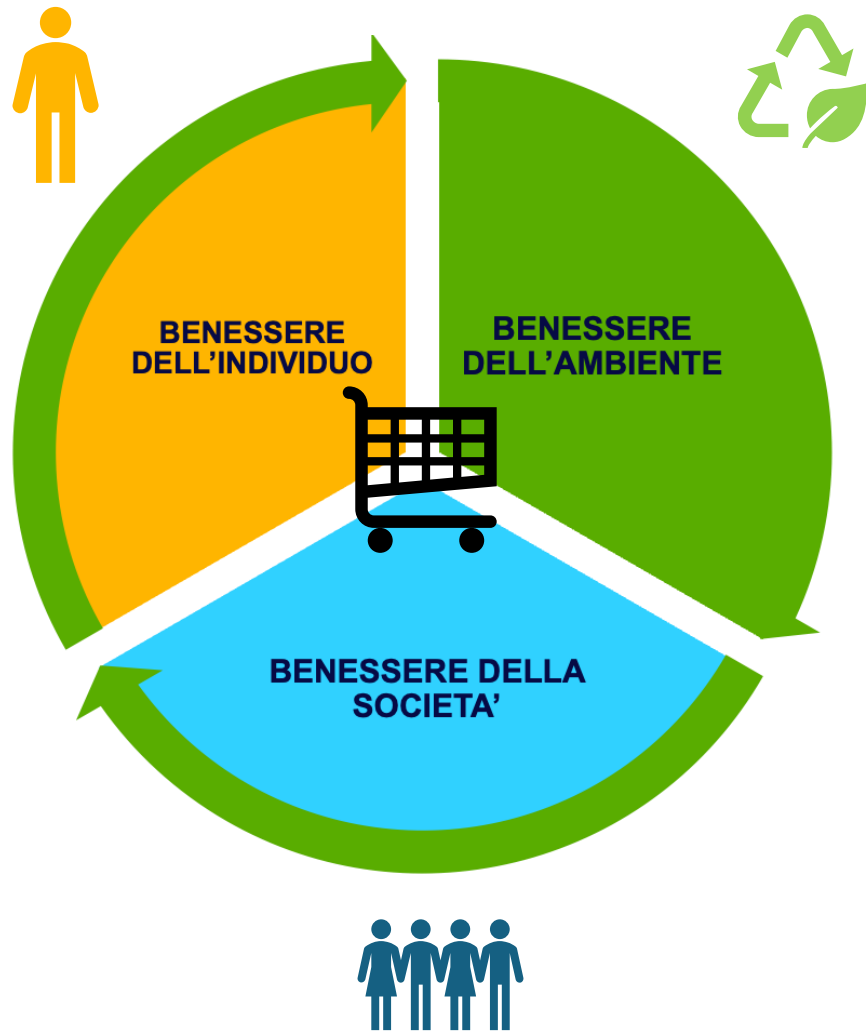 BENESSERE
DELL’INDIVIDUO
BENESSERE
DELL’AMBIENTE
BENESSERE DELLA
SOCIETA’